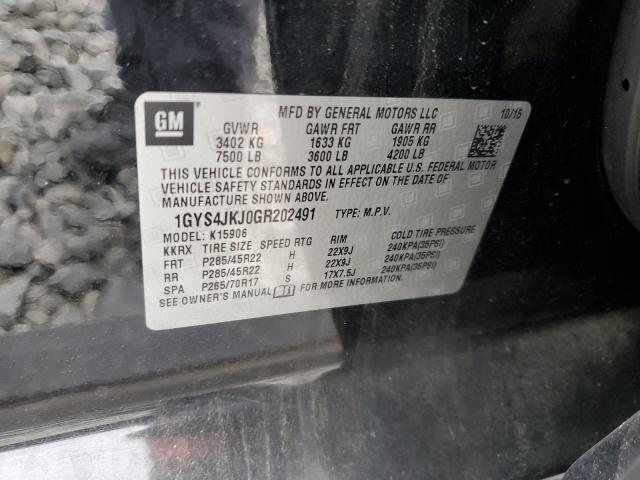 GM
MFD BY GENERAL MOTORS LLC 10/15
GVWR GAWR FRT GAWR RR
3402 KG 1633 KG 1905 KG
7500 LB 3600 LB 4200 LB
THIS VEHICLE CONFORMS TO ALL APPLICABLE U.S. FEDERAL MOTOR
VEHICLE SAFETY STANDARDS IN EFFECT ON THE DATE OF
MANUFACTURE SHOWN ABOVE.
1GYS4JKJ0GR202491 TYPE: M.P.V.
MODEL: K15906
KKRX TIRE SIZE SPEED RTG RIM COLD TIRE PRESSURE
FRT P285/45R22 H 22X9J 240KPA(35PSI)
RR P285/45R22 H 22X9J 240KPA(35PSI)
SPA P265/70R17 S 17X7.5J 240KPA(35PSI)
SEE OWNER'S MANUAL FOR MORE INFORMATION.